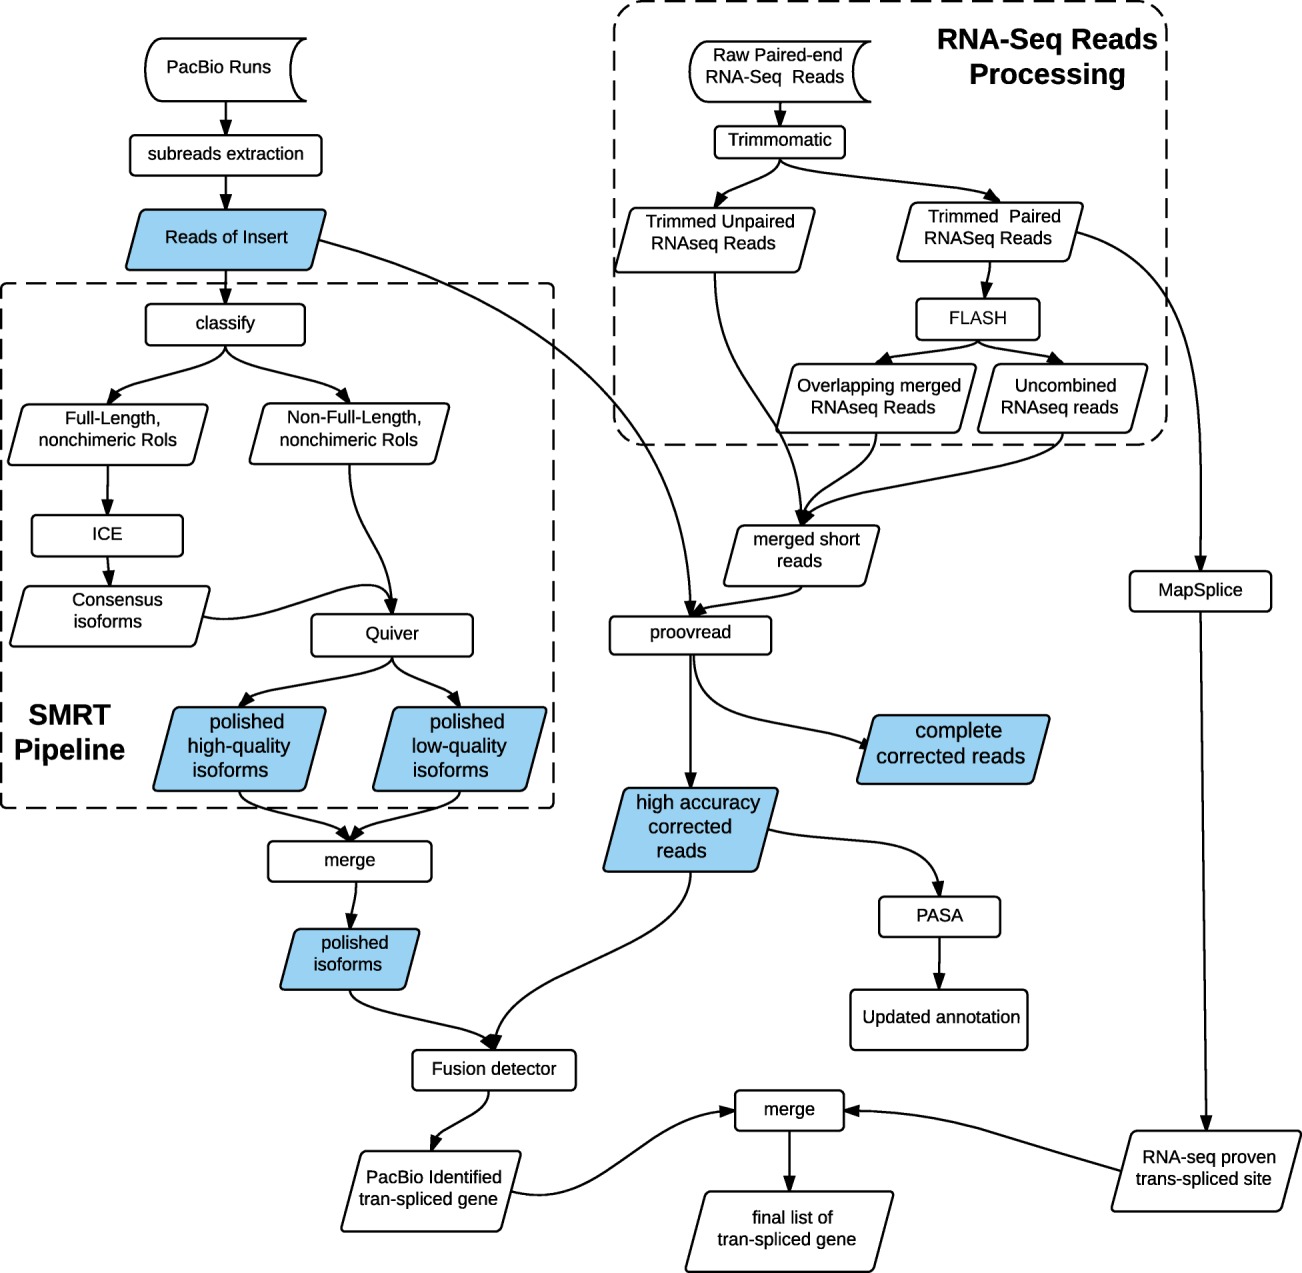 RNA-Seq Reads
Processing
PacBio Runs
Raw Paired-end
RNA-Seq Reads
subreads extraction
Trimmomatic
Reads of Insert
Trimmed Unpaired
RNAseq Reads
Trimmed Paired
RNASeq Reads
classify
FLASH
Full-Length,
nonchimeric RoIs
Non-Full-Length,
nonchimeric RoIs
Overlapping merged
RNAseq Reads
Uncombined
RNAseq reads
ICE
merged short
reads
Consensus
isoforms
MapSplice
Quiver
proovread
SMRT
Pipeline
polished
high-quality
isoforms
polished
low-quality
isoforms
complete
corrected reads
high accuracy
corrected
reads
merge
PASA
polished
isoforms
Updated annotation
Fusion detector
merge
PacBio Identified
tran-spliced gene
RNA-seq proven
trans-spliced site
final list of
tran-spliced gene